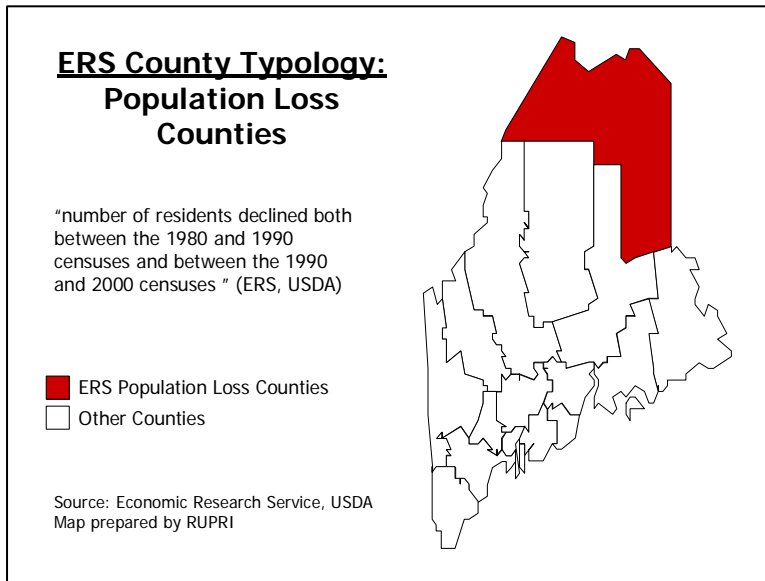 ERS County Typology:
Population Loss
Counties
"number of residents declined both
between the 1980 and 1990
censuses and between the 1990
and 2000 censuses " (ERS, USDA)
ERS Population Loss Counties
Other Counties
Source: Economic Research Service, USDA
Map prepared by RUPRI